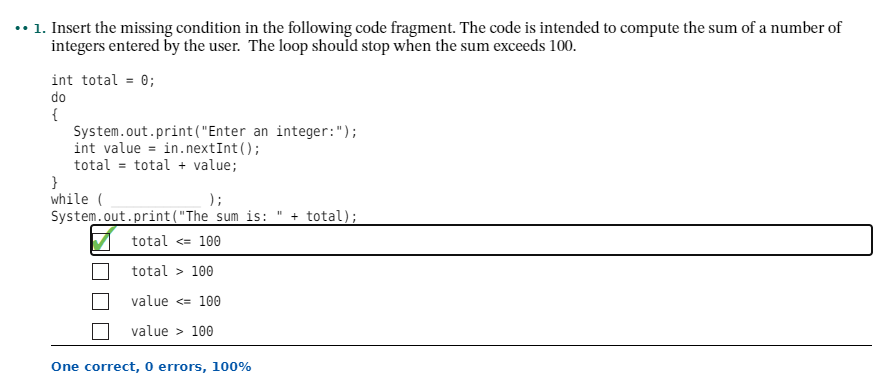 •• 1. Insert the missing condition in the following code fragment. The code is intended to compute the sum of a number of
integers entered by the user. The loop should stop when the sum exceeds 100.
int total = 0;
do
{
System.out.print("Enter an integer:");
int value = in.nextInt();
total = total + value;
}
while ( __________ );
System.out.print("The sum is: " + total);
total <= 100
total > 100
value <= 100
value > 100
One correct, 0 errors, 100%